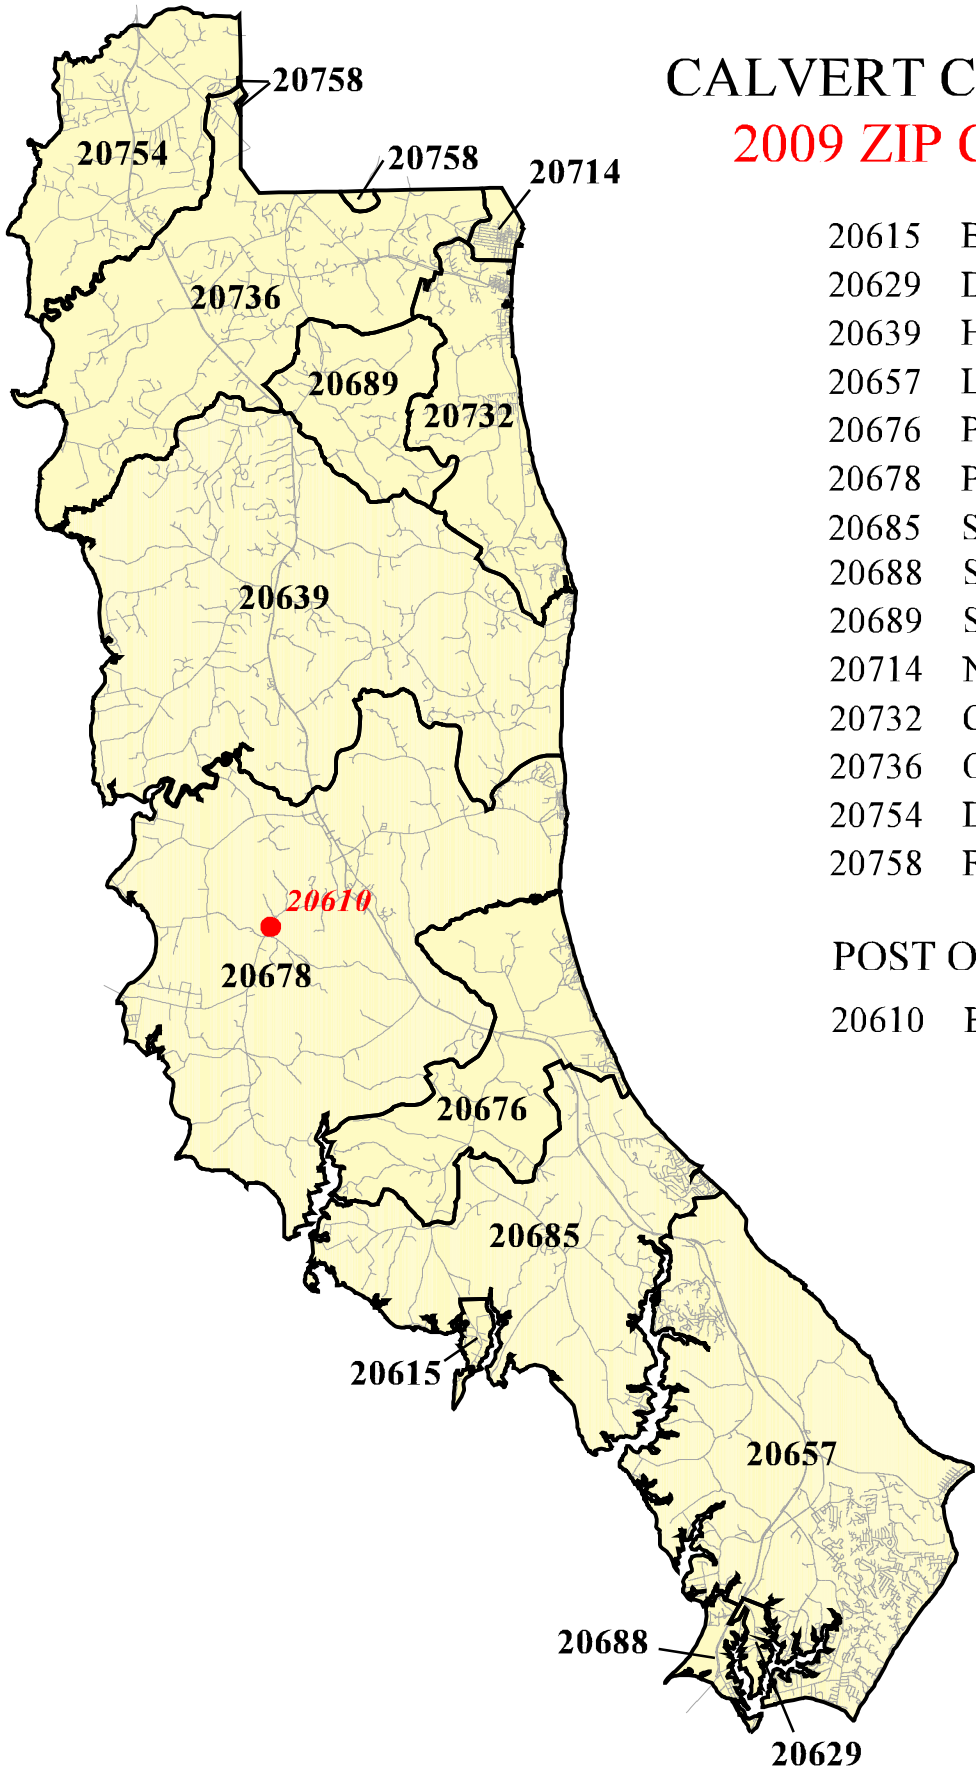 CALVERT C
2009 ZIP C
20615 B
20629 D
20639 H
20657 L
20676 P
20678 P
20685 S
20688 S
20689 S
20714 N
20732 C
20736 O
20754 D
20758 F
POST O
20610 B
20758
20754
20758
20714
20736
20689
20732
20639
20610
20678
20676
20685
20615
20657
20688
20629